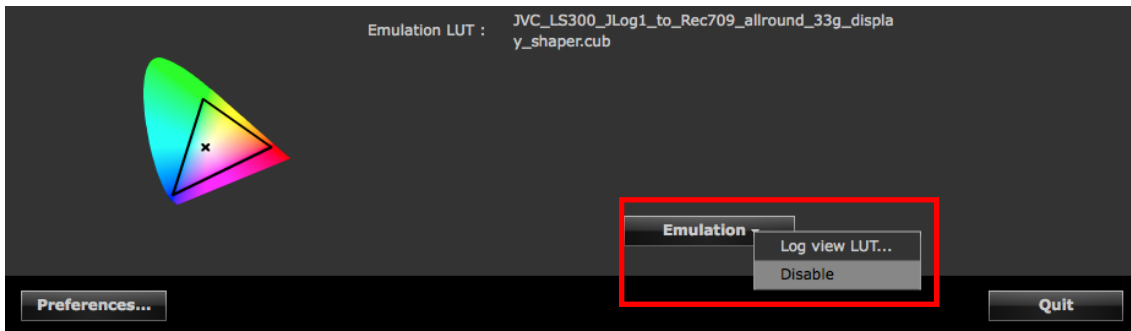 Emulation LUT :
JVC_LS300_JLog1_to_Rec709_allround_33g_displa
y_shaper.cub
Emulation
Log view LUT...
Disable
Preferences...
Quit